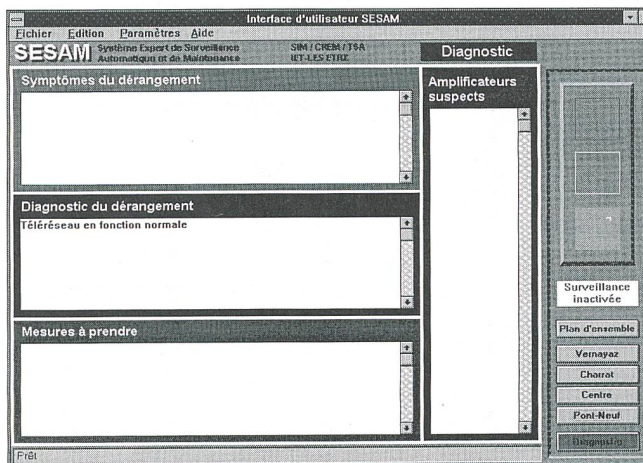 Interface d'utilisateur SESAM
Fichier Edition Paramètres Aide
SESAM Système Expert de Surveillance Automatique et de Maintenance
SIM / CREM / TSA
IET-LES ETRZ
Diagnostic
Symptômes du dérangement
Diagnostic du dérangement
Téléréseau en fonction normale
Mesures à prendre
Amplificateurs
suspects
Surveillance
inactivée
Plan d'ensemble
Vernayaz
Charrat
Centre
Pont-Neuf
Diagnostic
Prêt